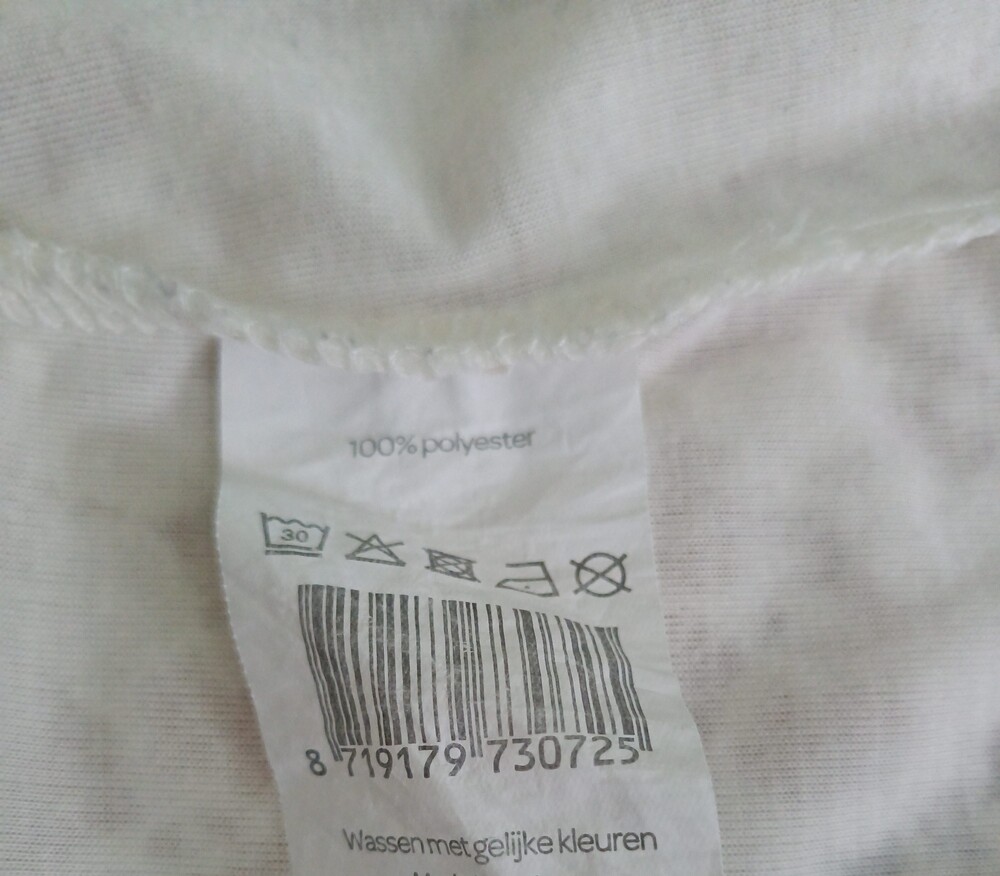 100% polyester
30
8 719179 730725
Wassen met gelijke kleuren